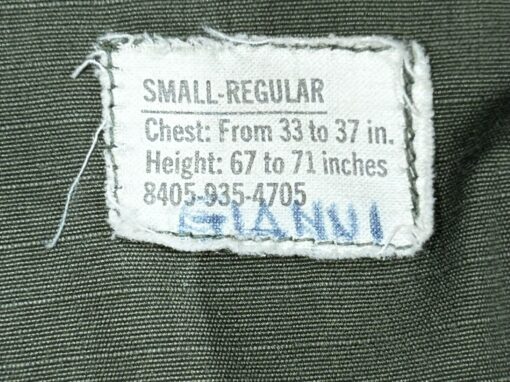 SMALL-REGULAR
Chest: From 33 to 37 in.
Height: 67 to 71 inches
8405-935-4705
GIANNI